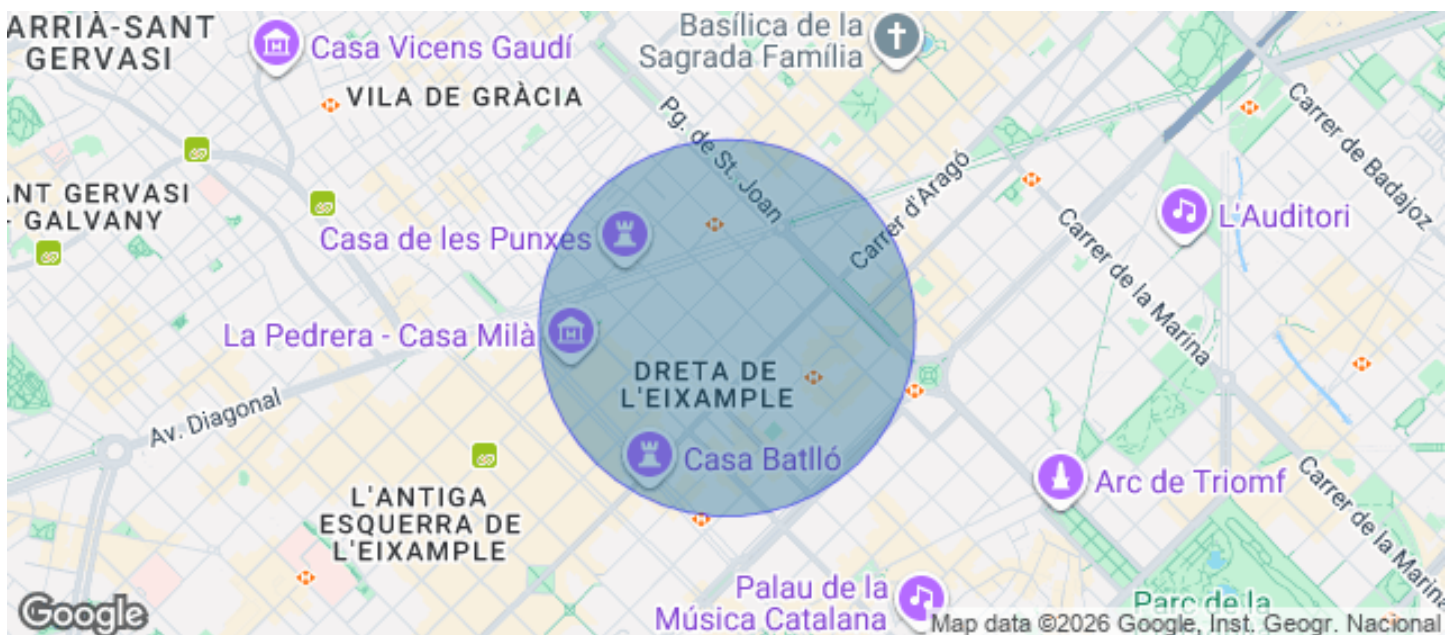 ARRIÀ-SANT
GERVASI
Casa Vicens Gaudí
Basílica de la
Sagrada Família
VILA DE GRÀCIA
Carrer de Badajoz
Pg. de St. Joan
ANT GERVASI
- GALVANY
Carrer d'Aragó
L'Auditori
Casa de les Punxes
Carrer de la Marina
La Pedrera - Casa Milà
DRETA DE
L'EIXAMPLE
Av. Diagonal
Casa Batlló
Arc de Triomf
L'ANTIGA
ESQUERRA DE
L'EIXAMPLE
Carrer de la Marina
Palau de la
Música Catalana
Parc de la
Google
Map data ©2026 Google, Inst. Geogr. Nacional